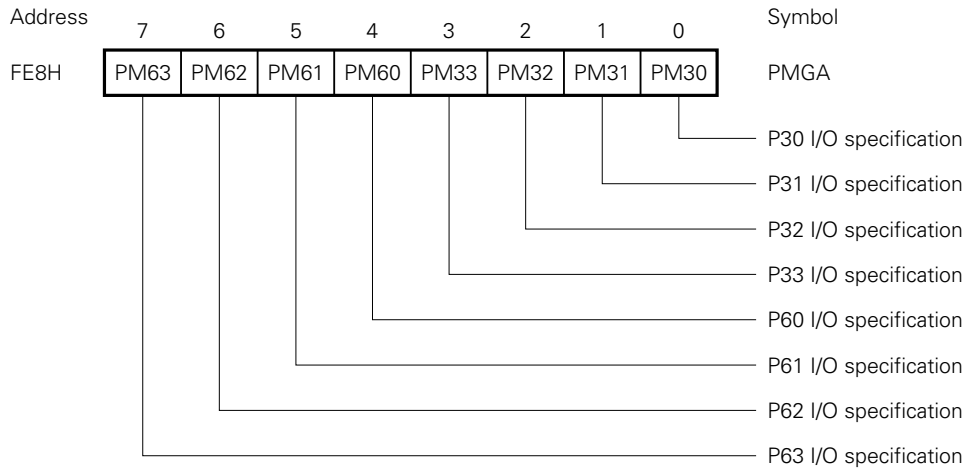 Address 7 6 5 4 3 2 1 0 Symbol
FE8H PM63 PM62 PM61 PM60 PM33 PM32 PM31 PM30 PMGA
P30 I/O specification
P31 I/O specification
P32 I/O specification
P33 I/O specification
P60 I/O specification
P61 I/O specification
P62 I/O specification
P63 I/O specification